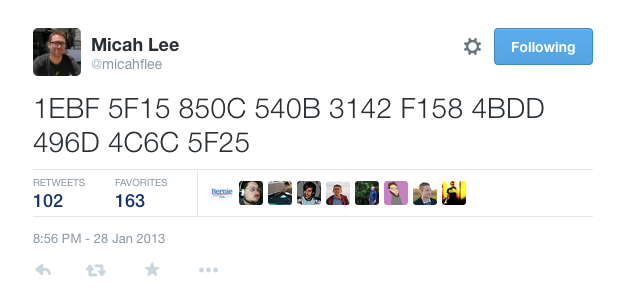 Micah Lee
@micahflee
Following
1EBF 5F15 850C 540B 3142 F158 4BDD
496D 4C6C 5F25
RETWEETS FAVORITES
102 163
Bernie
8:56 PM - 28 Jan 2013